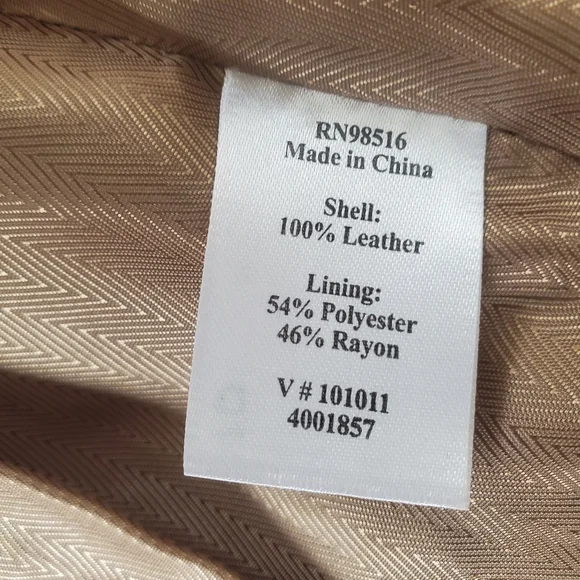 RN98516
Made in China
Shell:
100% Leather
Lining:
54% Polyester
46% Rayon
V # 101011
4001857